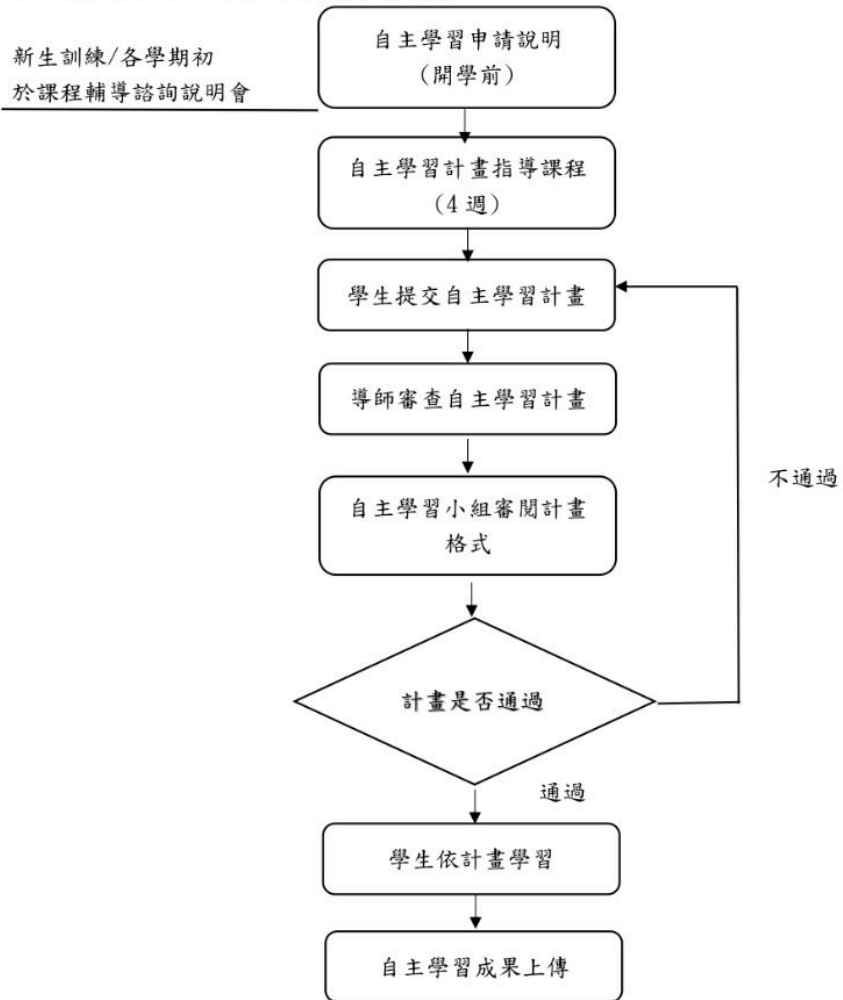 自主學習申請說明
(開學前)
新生訓練/各學期初
於課程輔導諮詢說明會
自主學習計畫指導課程
(4週)
學生提交自主學習計畫
導師審查自主學習計畫
自主學習小組審閱計畫
格式
計畫是否通過
不通過
通過
學生依計畫學習
自主學習成果上傳